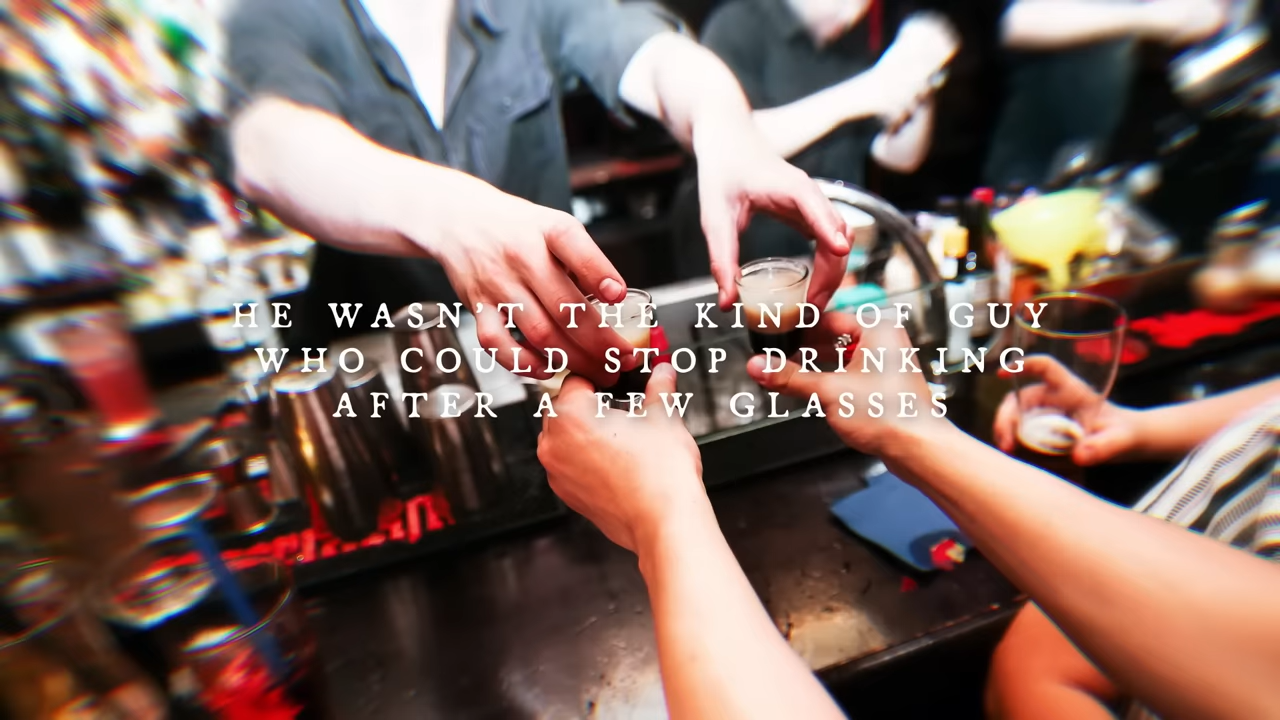 HE WASN'T THE KIND OF GUY
WHO COULD STOP DRINKING
AFTER A FEW GLASSES